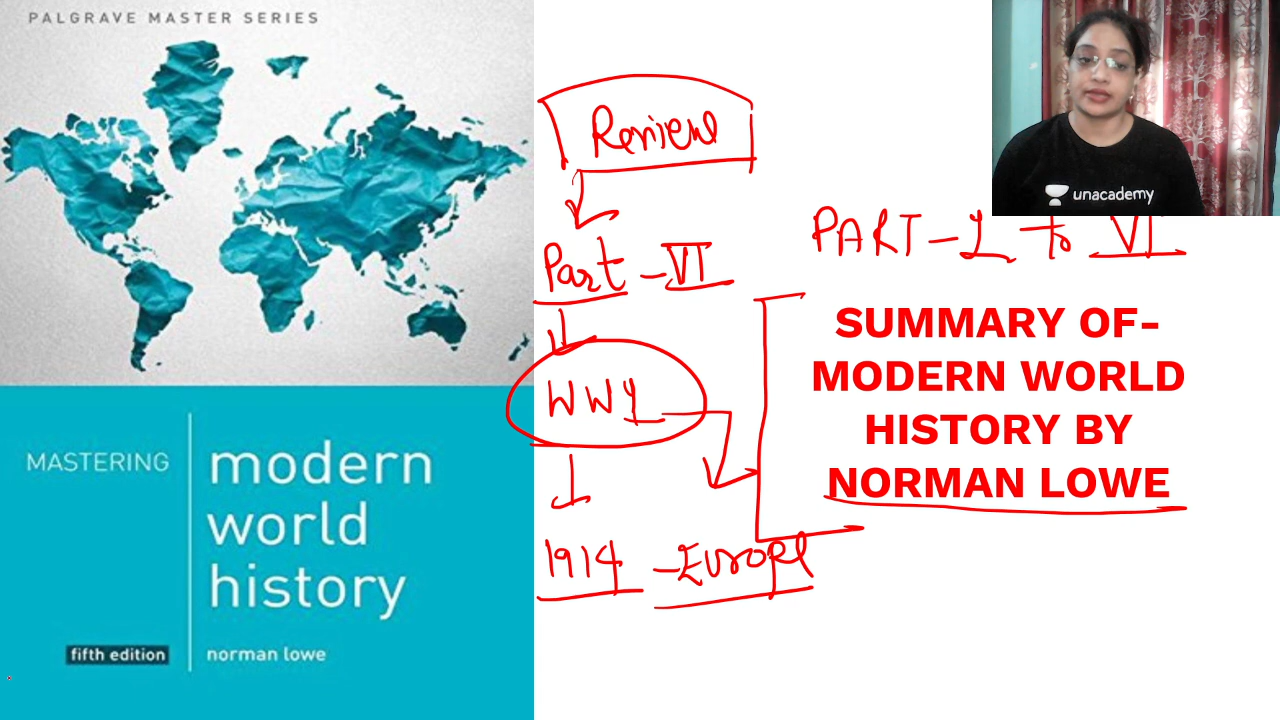 PALGRAVE MASTER SERIES
MASTERING
modern
world
history
fifth edition
norman lowe
Review
Part - VI
WW1
1914 - Europe
unacademy
PART - I to VI
SUMMARY OF-
MODERN WORLD
HISTORY BY
NORMAN LOWE